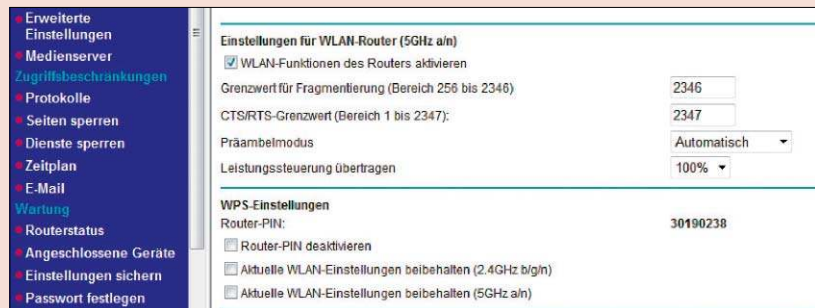 Erweiterte
Einstellungen
Medienserver
Zugriffsbeschränkungen
Protokolle
Seiten sperren
Dienste sperren
Zeitplan
E-Mail
Wartung
Routerstatus
Angeschlossene Geräte
Einstellungen sichern
Passwort festlegen
Einstellungen für WLAN-Router (5GHz a/n)
WLAN-Funktionen des Routers aktivieren
Grenzwert für Fragmentierung (Bereich 256 bis 2346) 2346
CTS/RTS-Grenzwert (Bereich 1 bis 2347): 2347
Präambelmodus Automatisch
Leistungssteuerung übertragen 100%
WPS-Einstellungen
Router-PIN: 30190238
Router-PIN deaktivieren
Aktuelle WLAN-Einstellungen beibehalten (2.4GHz b/g/n)
Aktuelle WLAN-Einstellungen beibehalten (5GHz a/n)